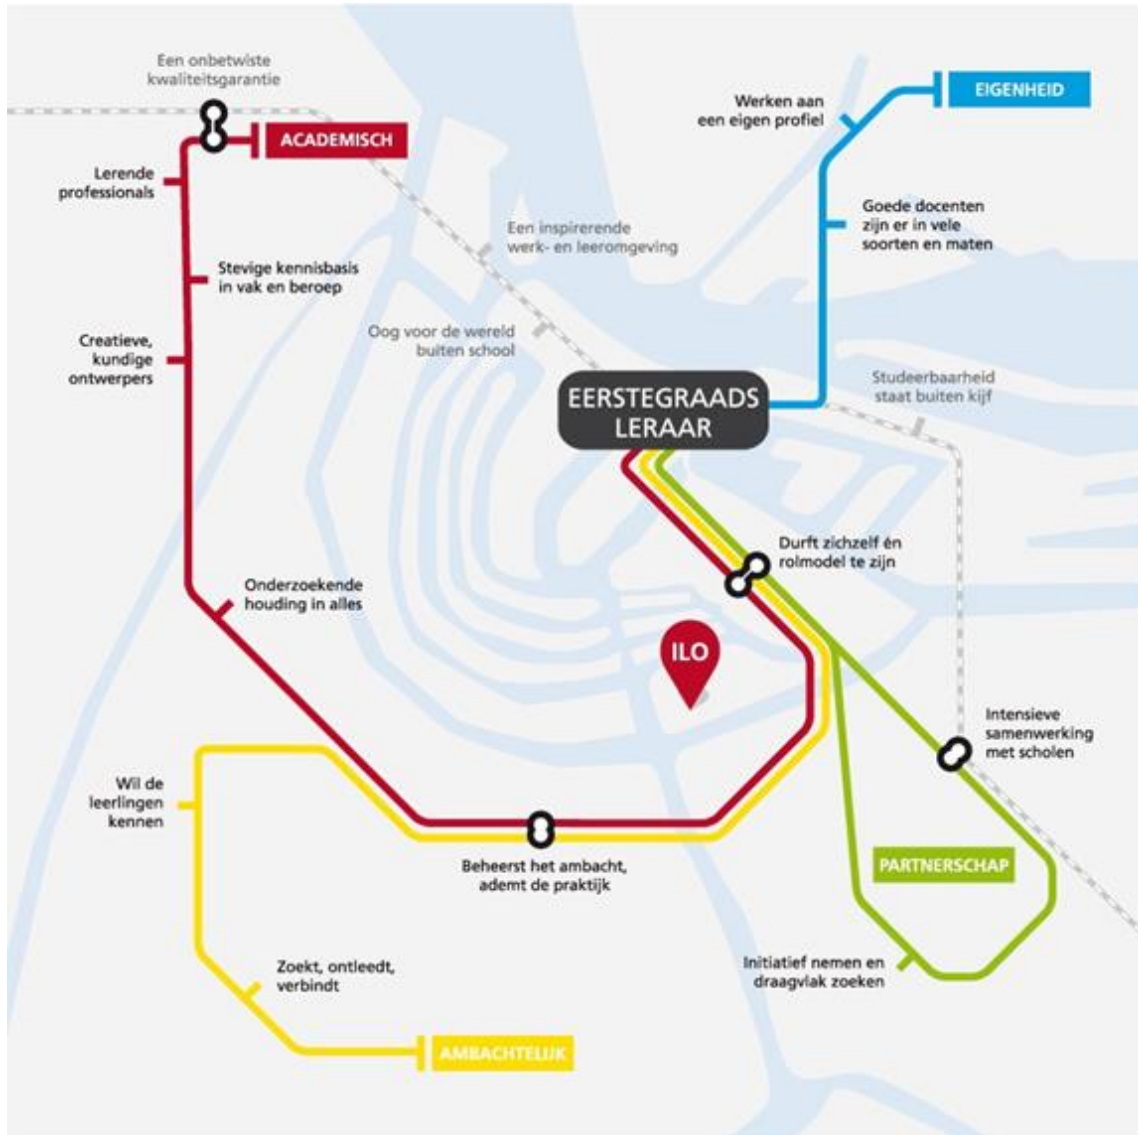 Een onbetwiste
kwaliteitsgarantie
ACADEMISCH
Lerende
professionals
Stevige kennisbasis
in vak en beroep
Creatieve,
kundige
ontwerpers
Onderzoekende
houding in alles
Een inspirerende
werk- en leeromgeving
Oog voor de wereld
buiten school
EIGENHEID
Werken aan
een eigen profiel
Goede docenten
zijn er in vele
soorten en maten
EERSTEGRAADS
LERAAR
Studeerbaarheid
staat buiten kijf
Durft zichzelf én
rolmodel te zijn
ILO
Intensieve
samenwerking
met scholen
Wil de
leerlingen
kennen
Beheerst het ambacht,
ademt de praktijk
PARTNERSCHAP
Initiatief nemen en
draagvlak zoeken
Zoekt, ontleedt,
verbindt
AMBACHTELIJK